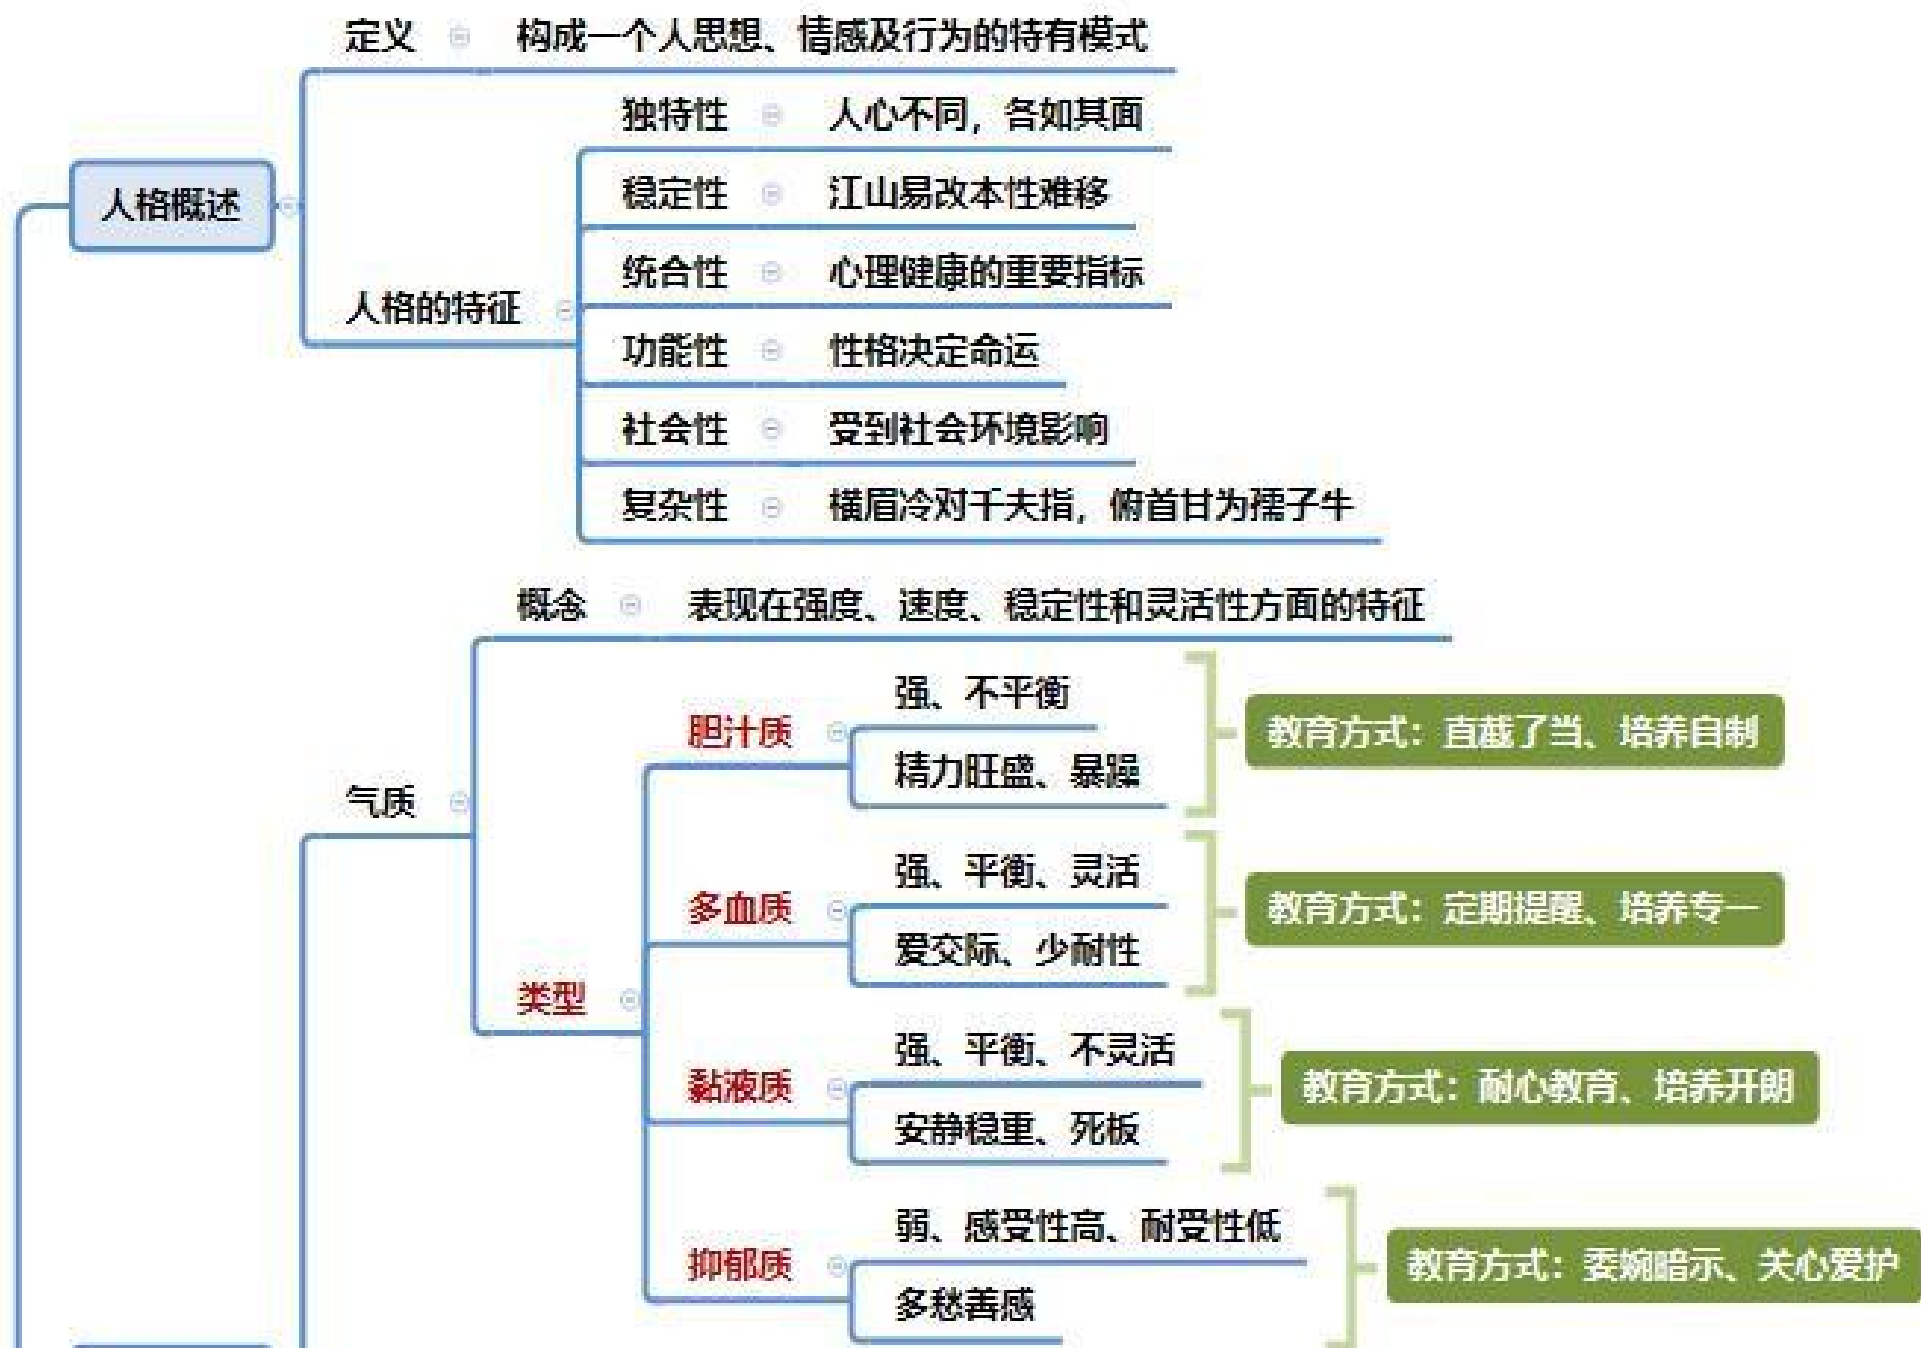 定义 构成一个人思想、情感及行为的特有模式
独特性 人心不同，各如其面
稳定性 江山易改本性难移
人格概述
统合性 心理健康的重要指标
人格的特征
功能性 性格决定命运
社会性 受到社会环境影响
复杂性 横眉冷对千夫指，俯首甘为孺子牛
概念 表现在强度、速度、稳定性和灵活性方面的特征
强、不平衡
胆汁质
教育方式：直截了当、培养自制
精力旺盛、暴躁
气质
强、平衡、灵活
多血质
教育方式：定期提醒、培养专一
爱交际、少耐性
类型
强、平衡、不灵活
黏液质
教育方式：耐心教育、培养开朗
安静稳重、死板
弱、感受性高、耐受性低
抑郁质
教育方式：委婉暗示、关心爱护
多愁善感